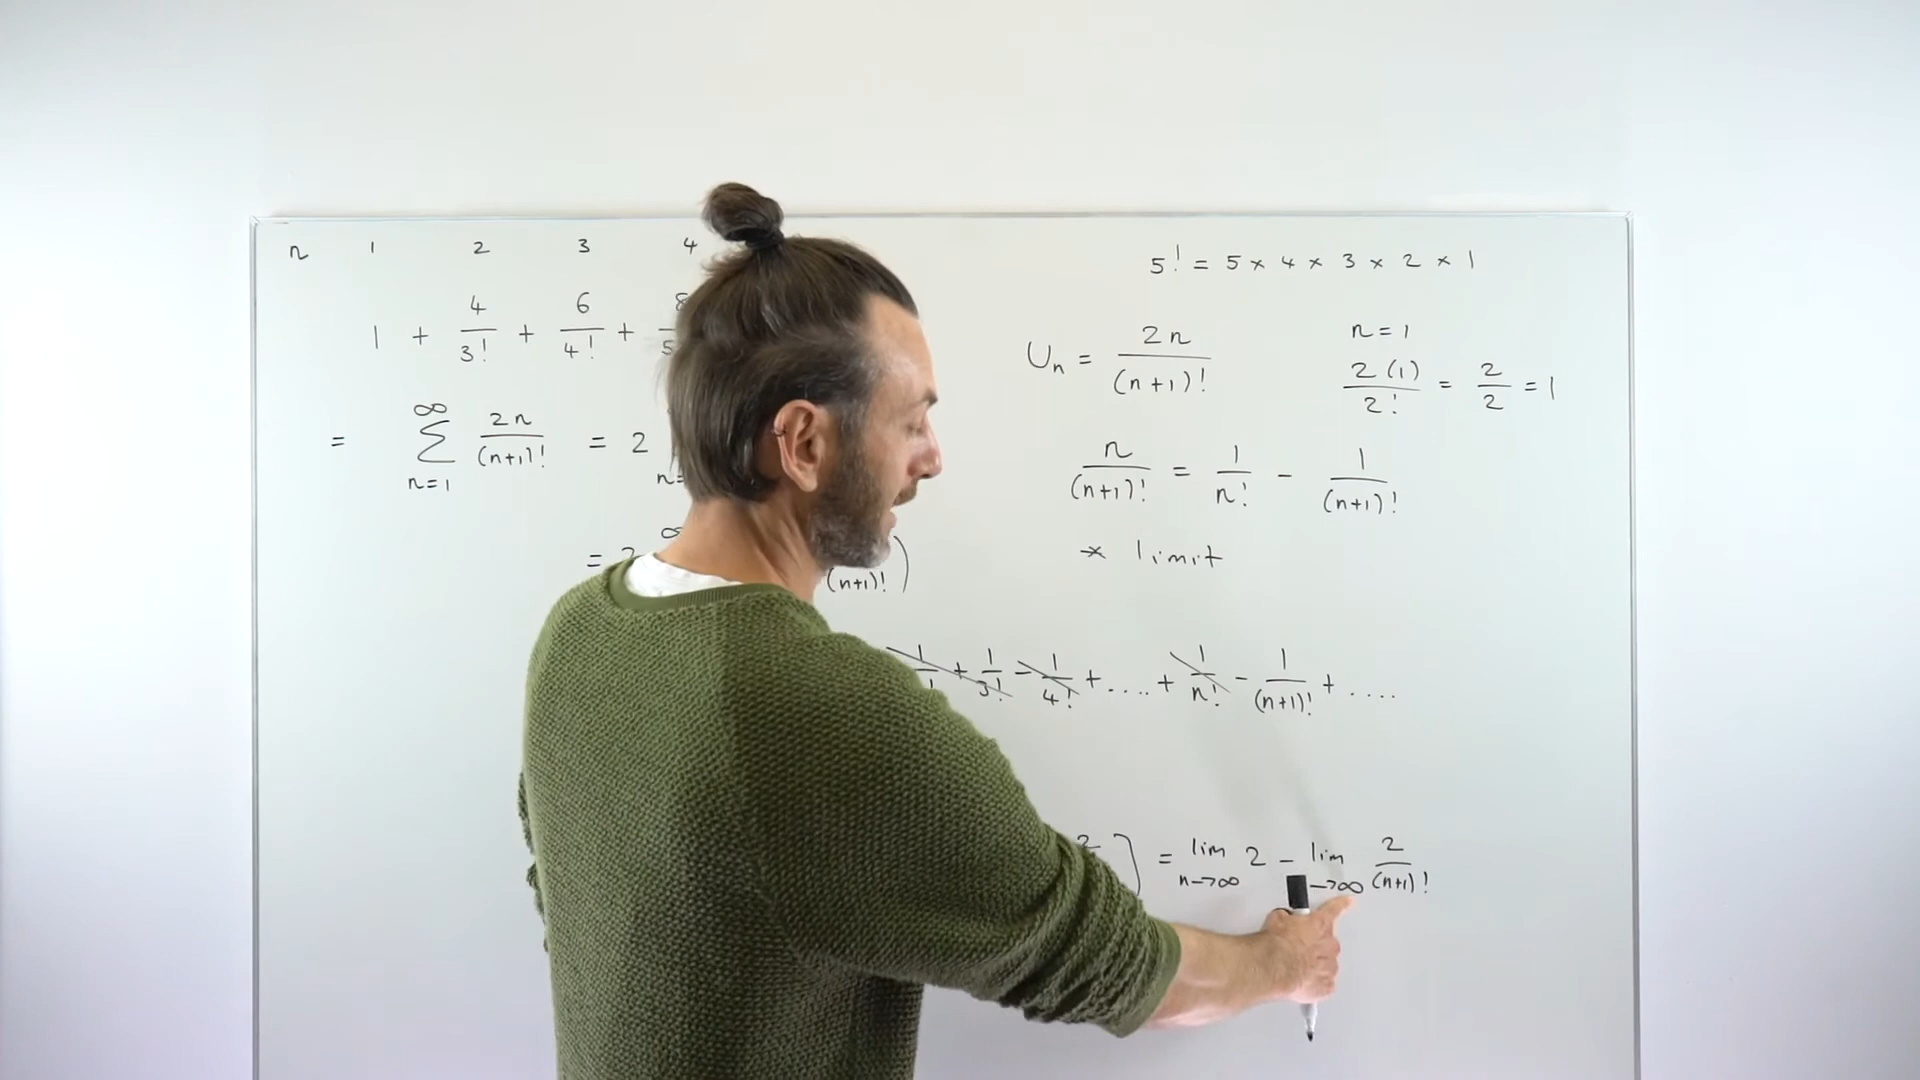 n 1 2 3 4
5! = 5 × 4 × 3 × 2 × 1
1 + 4/3! + 6/4! + 8/5
Un = 2n/(n+1)!
n = 1
2(1)/2! = 2/2 = 1
= ∞ Σ n=1 2n/(n+1)! = 2 n=
n/(n+1)! = 1/n! - 1/(n+1)!
= 2 ∞ (n+1)! )
* limit
1/ ! + 1/3! - 1/4! + .... + 1/n! - 1/(n+1)! + ....
2 ) = lim n→∞ 2 - lim →∞ 2/(n+1)!